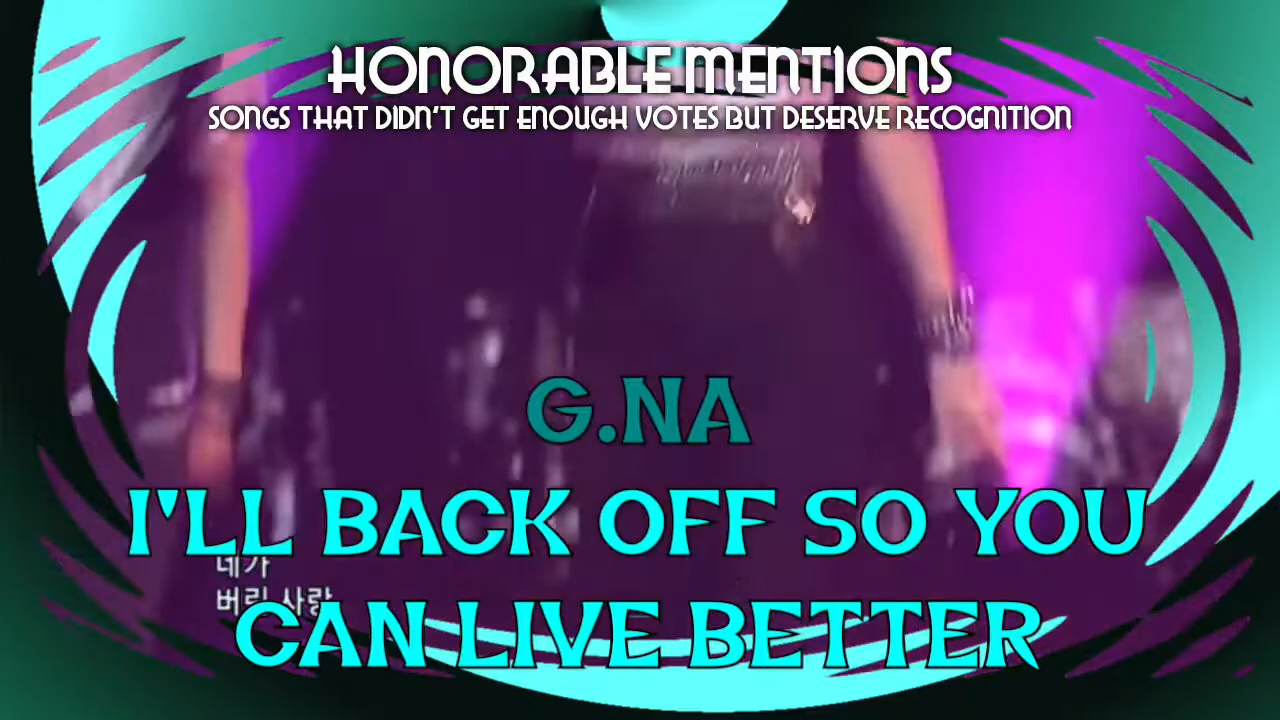 HONORABLE MENTIONS
SONGS THAT DIDN'T GET ENOUGH VOTES BUT DESERVE RECOGNITION
G.NA
I'LL BACK OFF SO YOU
네가
버린 사랑
CAN LIVE BETTER